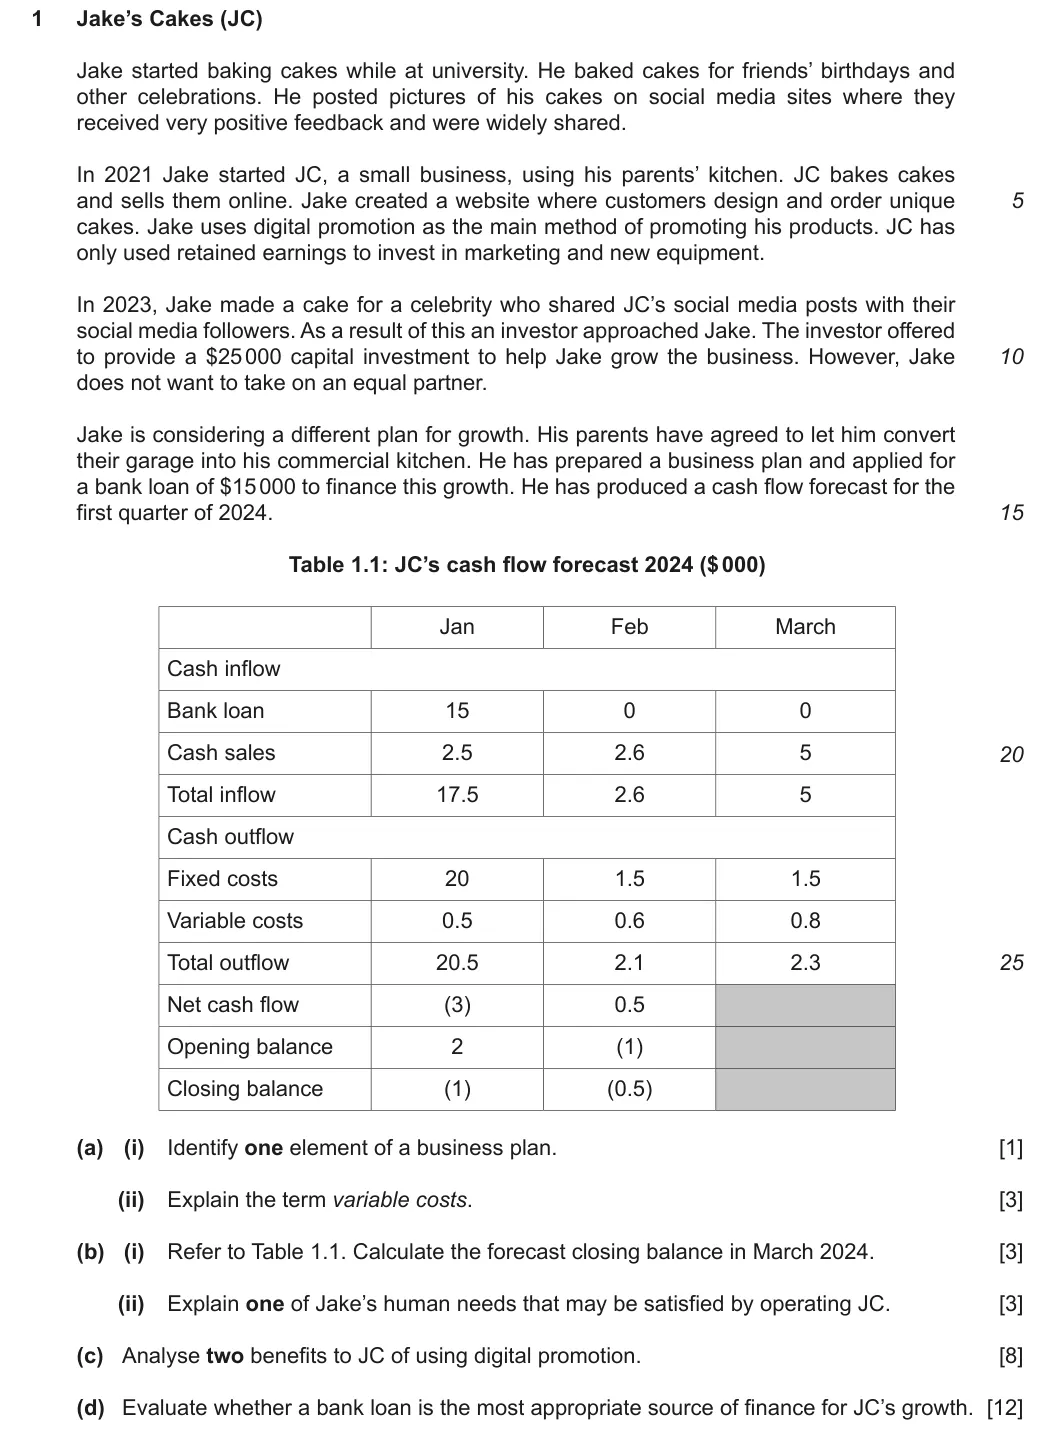 1 Jake’s Cakes (JC)
Jake started baking cakes while at university. He baked cakes for friends’ birthdays and
other celebrations. He posted pictures of his cakes on social media sites where they
received very positive feedback and were widely shared.
In 2021 Jake started JC, a small business, using his parents’ kitchen. JC bakes cakes
and sells them online. Jake created a website where customers design and order unique 5
cakes. Jake uses digital promotion as the main method of promoting his products. JC has
only used retained earnings to invest in marketing and new equipment.
In 2023, Jake made a cake for a celebrity who shared JC’s social media posts with their
social media followers. As a result of this an investor approached Jake. The investor offered
to provide a $25 000 capital investment to help Jake grow the business. However, Jake 10
does not want to take on an equal partner.
Jake is considering a different plan for growth. His parents have agreed to let him convert
their garage into his commercial kitchen. He has prepared a business plan and applied for
a bank loan of $15 000 to finance this growth. He has produced a cash flow forecast for the
first quarter of 2024. 15
Table 1.1: JC’s cash flow forecast 2024 ($ 000)
Jan Feb March
Cash inflow
Bank loan 15 0 0
Cash sales 2.5 2.6 5 20
Total inflow 17.5 2.6 5
Cash outflow
Fixed costs 20 1.5 1.5
Variable costs 0.5 0.6 0.8
Total outflow 20.5 2.1 2.3 25
Net cash flow (3) 0.5
Opening balance 2 (1)
Closing balance (1) (0.5)
(a) (i) Identify one element of a business plan. [1]
(ii) Explain the term variable costs. [3]
(b) (i) Refer to Table 1.1. Calculate the forecast closing balance in March 2024. [3]
(ii) Explain one of Jake’s human needs that may be satisfied by operating JC. [3]
(c) Analyse two benefits to JC of using digital promotion. [8]
(d) Evaluate whether a bank loan is the most appropriate source of finance for JC’s growth. [12]